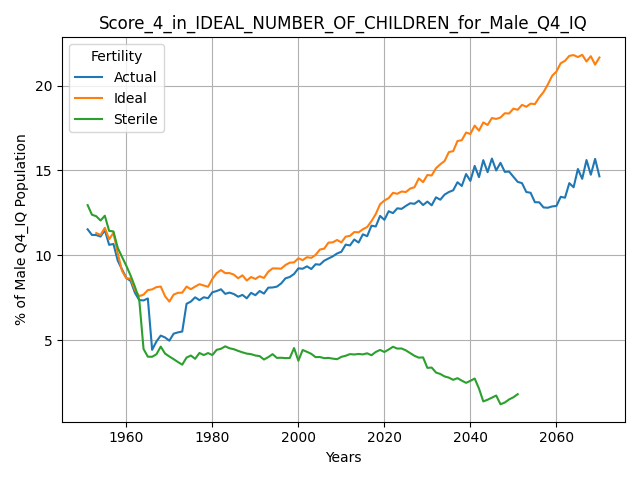 Score_4_in_IDEAL_NUMBER_OF_CHILDREN_for_Male_Q4_IQ
Fertility
Actual
Ideal
Sterile
% of Male Q4_IQ Population
20
15
10
5
1960 1980 2000 2020 2040 2060
Years